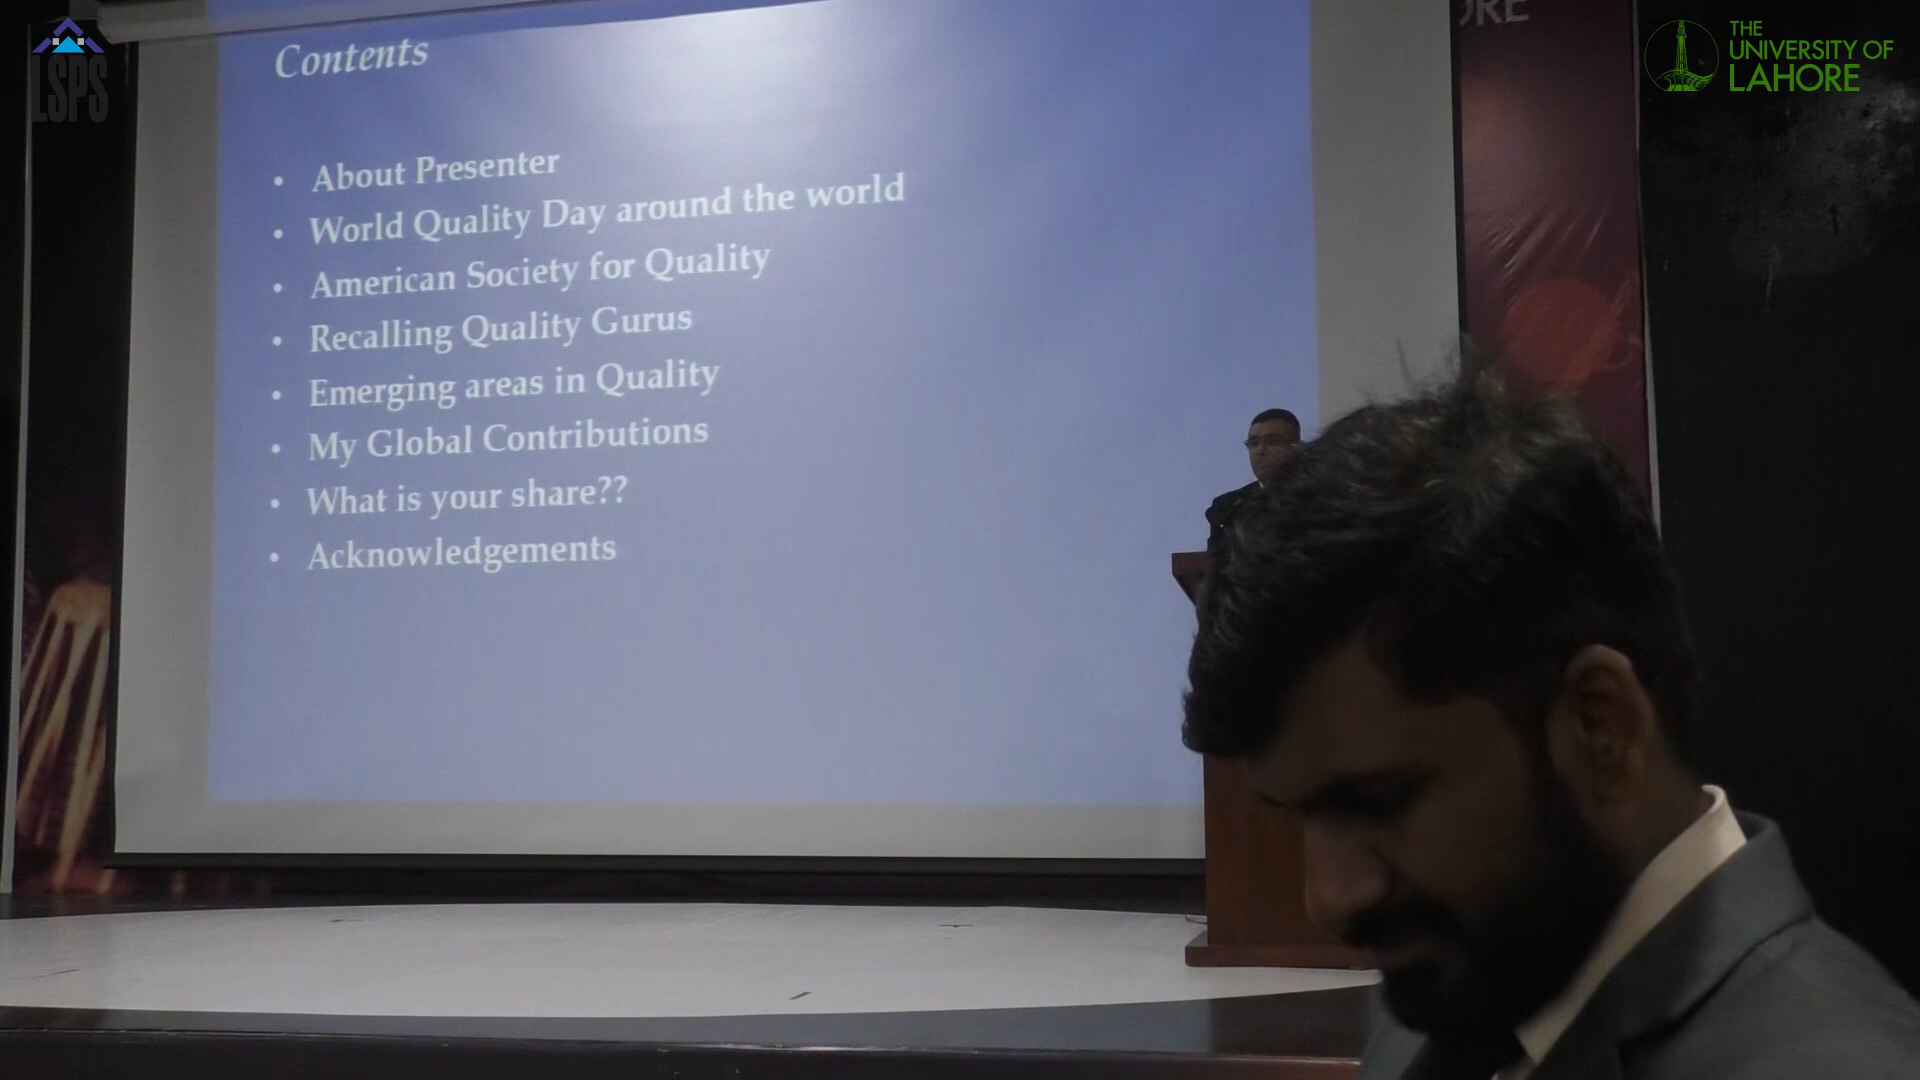 LSPS
ORE
THE
UNIVERSITY OF
LAHORE
Contents
• About Presenter
• World Quality Day around the world
• American Society for Quality
• Recalling Quality Gurus
• Emerging areas in Quality
• My Global Contributions
• What is your share??
• Acknowledgements